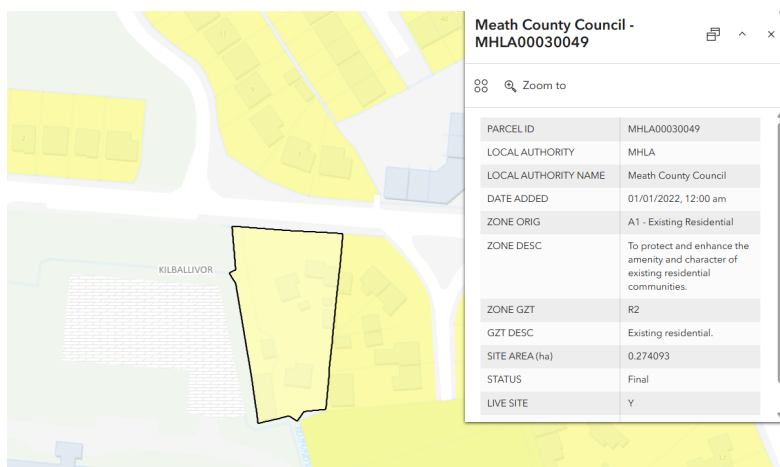 Meath County Council -
MHLA00030049
Zoom to
PARCEL ID MHLA00030049
LOCAL AUTHORITY MHLA
LOCAL AUTHORITY NAME Meath County Council
DATE ADDED 01/01/2022, 12:00 am
ZONE ORIG A1 - Existing Residential
ZONE DESC To protect and enhance the
amenity and character of
existing residential
communities.
ZONE GZT R2
GZT DESC Existing residential.
SITE AREA (ha) 0.274093
STATUS Final
LIVE SITE Y
KILBALLIVOR